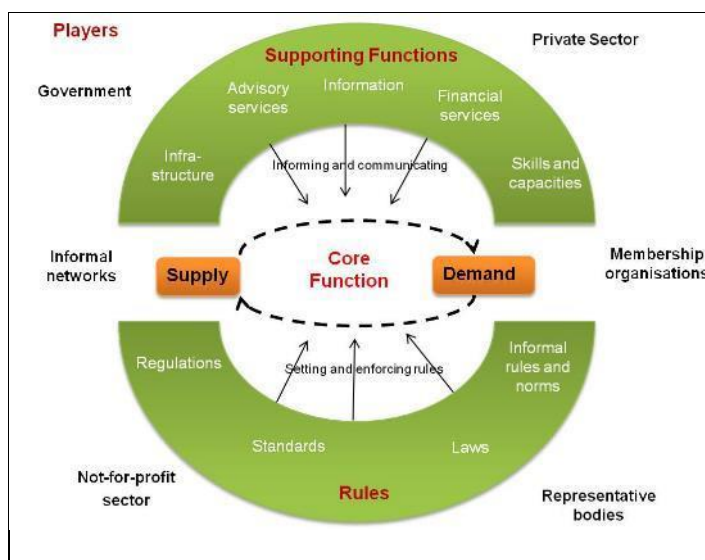 Players
Supporting Functions
Private Sector
Government
Advisory
services
Information
Financial
services
Infra-
structure
Informing and communicating
Skills and
capacities
Informal
networks
Supply
Core
Function
Demand
Membership
organisations
Regulations
Setting and enforcing rules
Informal
rules and
norms
Standards
Laws
Not-for-profit
sector
Rules
Representative
bodies